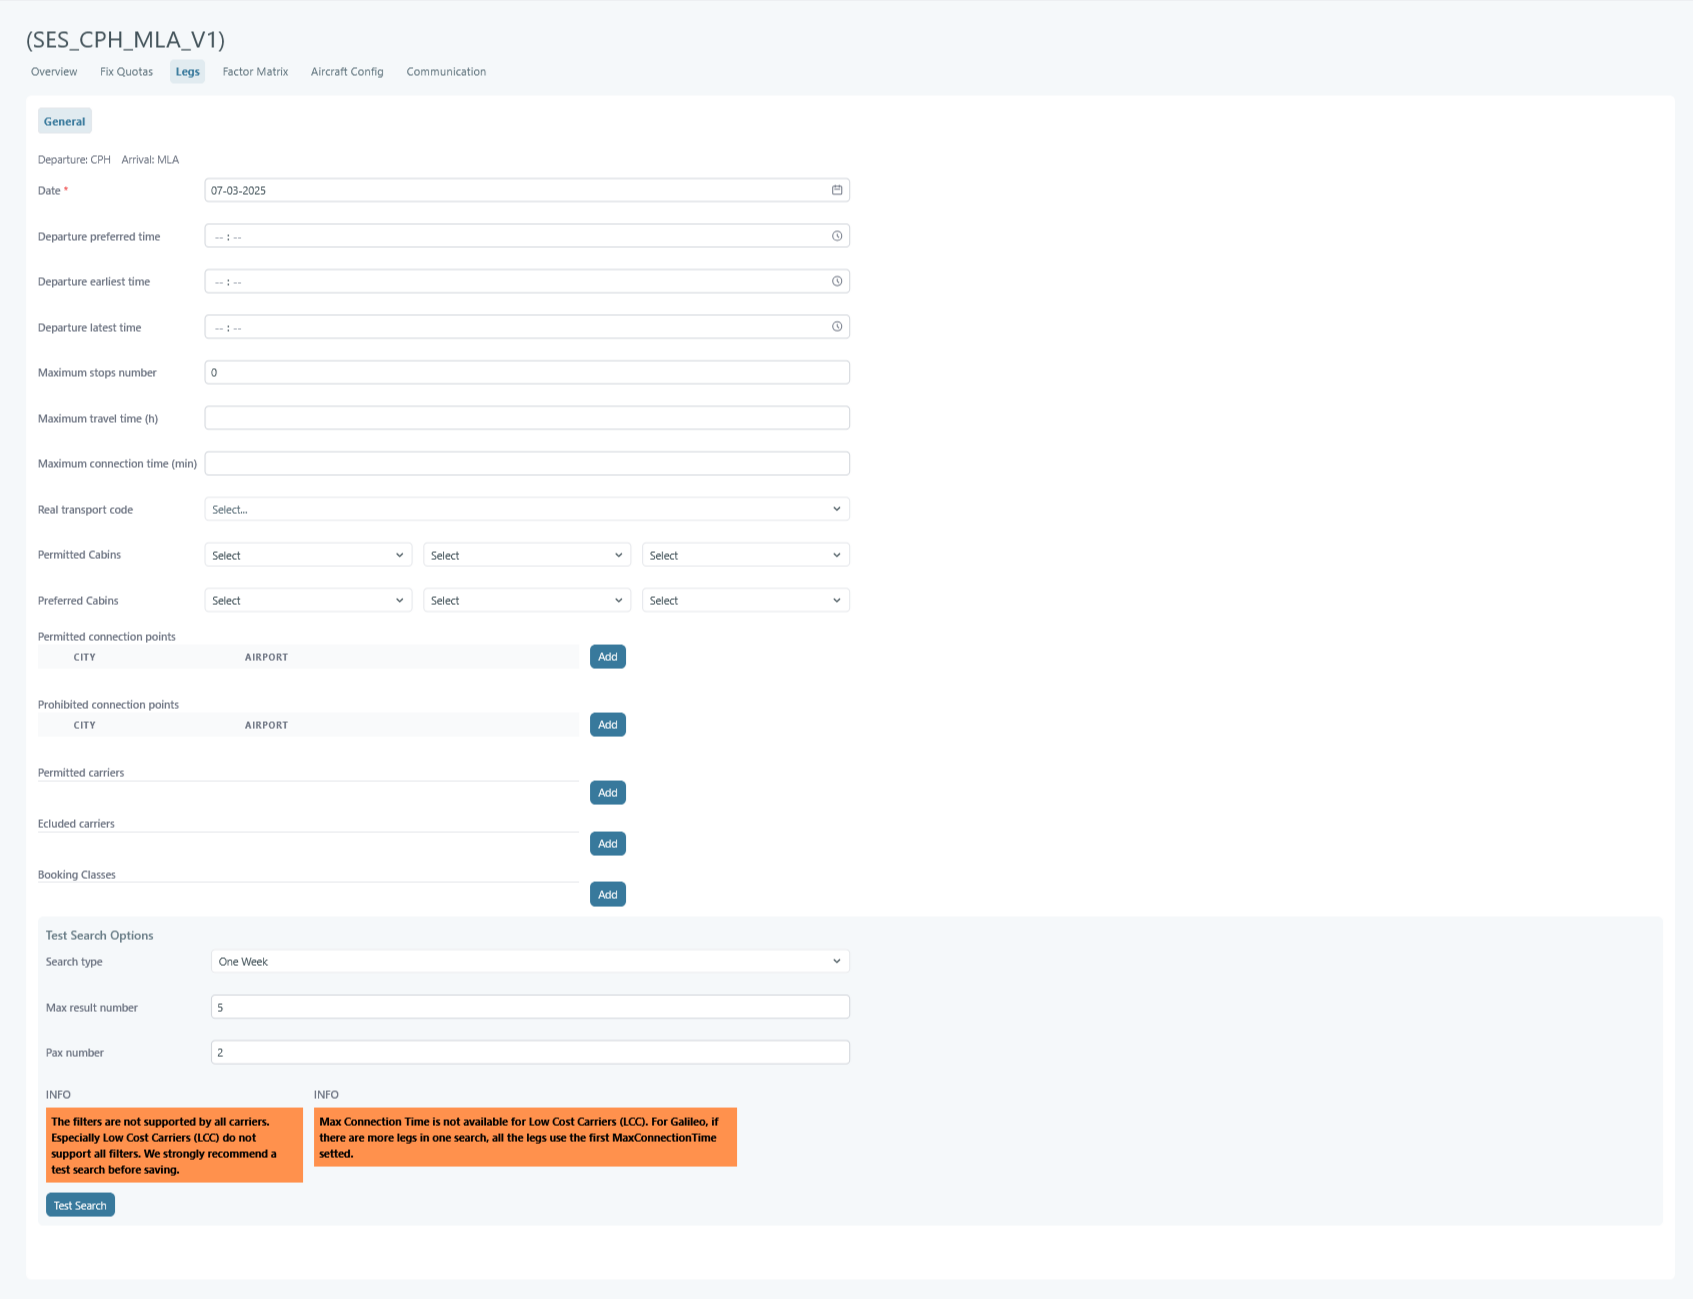 (SES_CPH_MLA_V1)
Overview Fix Quotas Legs Factor Matrix Aircraft Config Communication
General
Departure: CPH Arrival: MLA
Date * 07-03-2025
Departure preferred time -- : --
Departure earliest time -- : --
Departure latest time -- : --
Maximum stops number 0
Maximum travel time (h)
Maximum connection time (min)
Real transport code Select...
Permitted Cabins Select Select Select
Preferred Cabins Select Select Select
Permitted connection points
CITY AIRPORT Add
Prohibited connection points
CITY AIRPORT Add
Permitted carriers
Add
Ecluded carriers
Add
Booking Classes
Add
Test Search Options
Search type One Week
Max result number 5
Pax number 2
INFO
The filters are not supported by all carriers.
Especially Low Cost Carriers (LCC) do not
support all filters. We strongly recommend a
test search before saving.
INFO
Max Connection Time is not available for Low Cost Carriers (LCC). For Galileo, if
there are more legs in one search, all the legs use the first MaxConnectionTime
setted.
Test Search